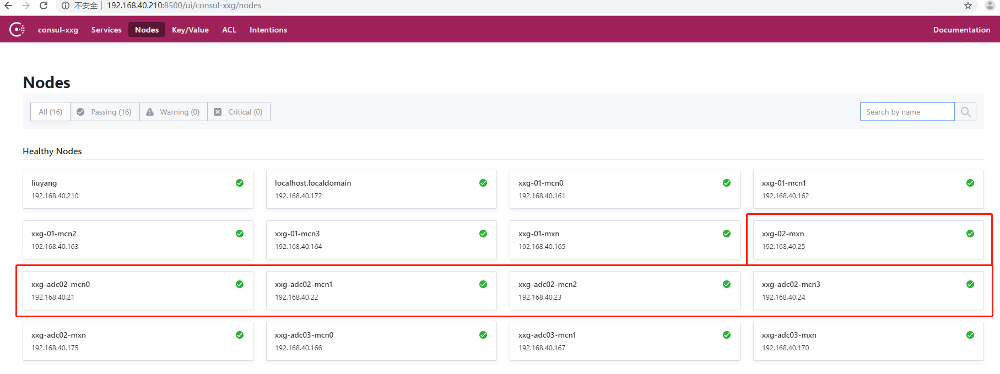 不安全 192.168.40.210:8500/ui/consul-xxg/nodes
consul-xxg Services Nodes Key/Value ACL Intentions Documentation
Nodes
All (16) Passing (16) Warning (0) Critical (0) Search by name
Healthy Nodes
liuyang localhost.localdomain xxg-01-mcn0 xxg-01-mcn1
192.168.40.210 192.168.40.172 192.168.40.161 192.168.40.162
xxg-01-mcn2 xxg-01-mcn3 xxg-01-mxn xxg-02-mxn
192.168.40.163 192.168.40.164 192.168.40.165 192.168.40.25
xxg-adc02-mcn0 xxg-adc02-mcn1 xxg-adc02-mcn2 xxg-adc02-mcn3
192.168.40.21 192.168.40.22 192.168.40.23 192.168.40.24
xxg-adc02-mxn xxg-adc03-mcn0 xxg-adc03-mcn1 xxg-adc03-mxn
192.168.40.175 192.168.40.166 192.168.40.167 192.168.40.170